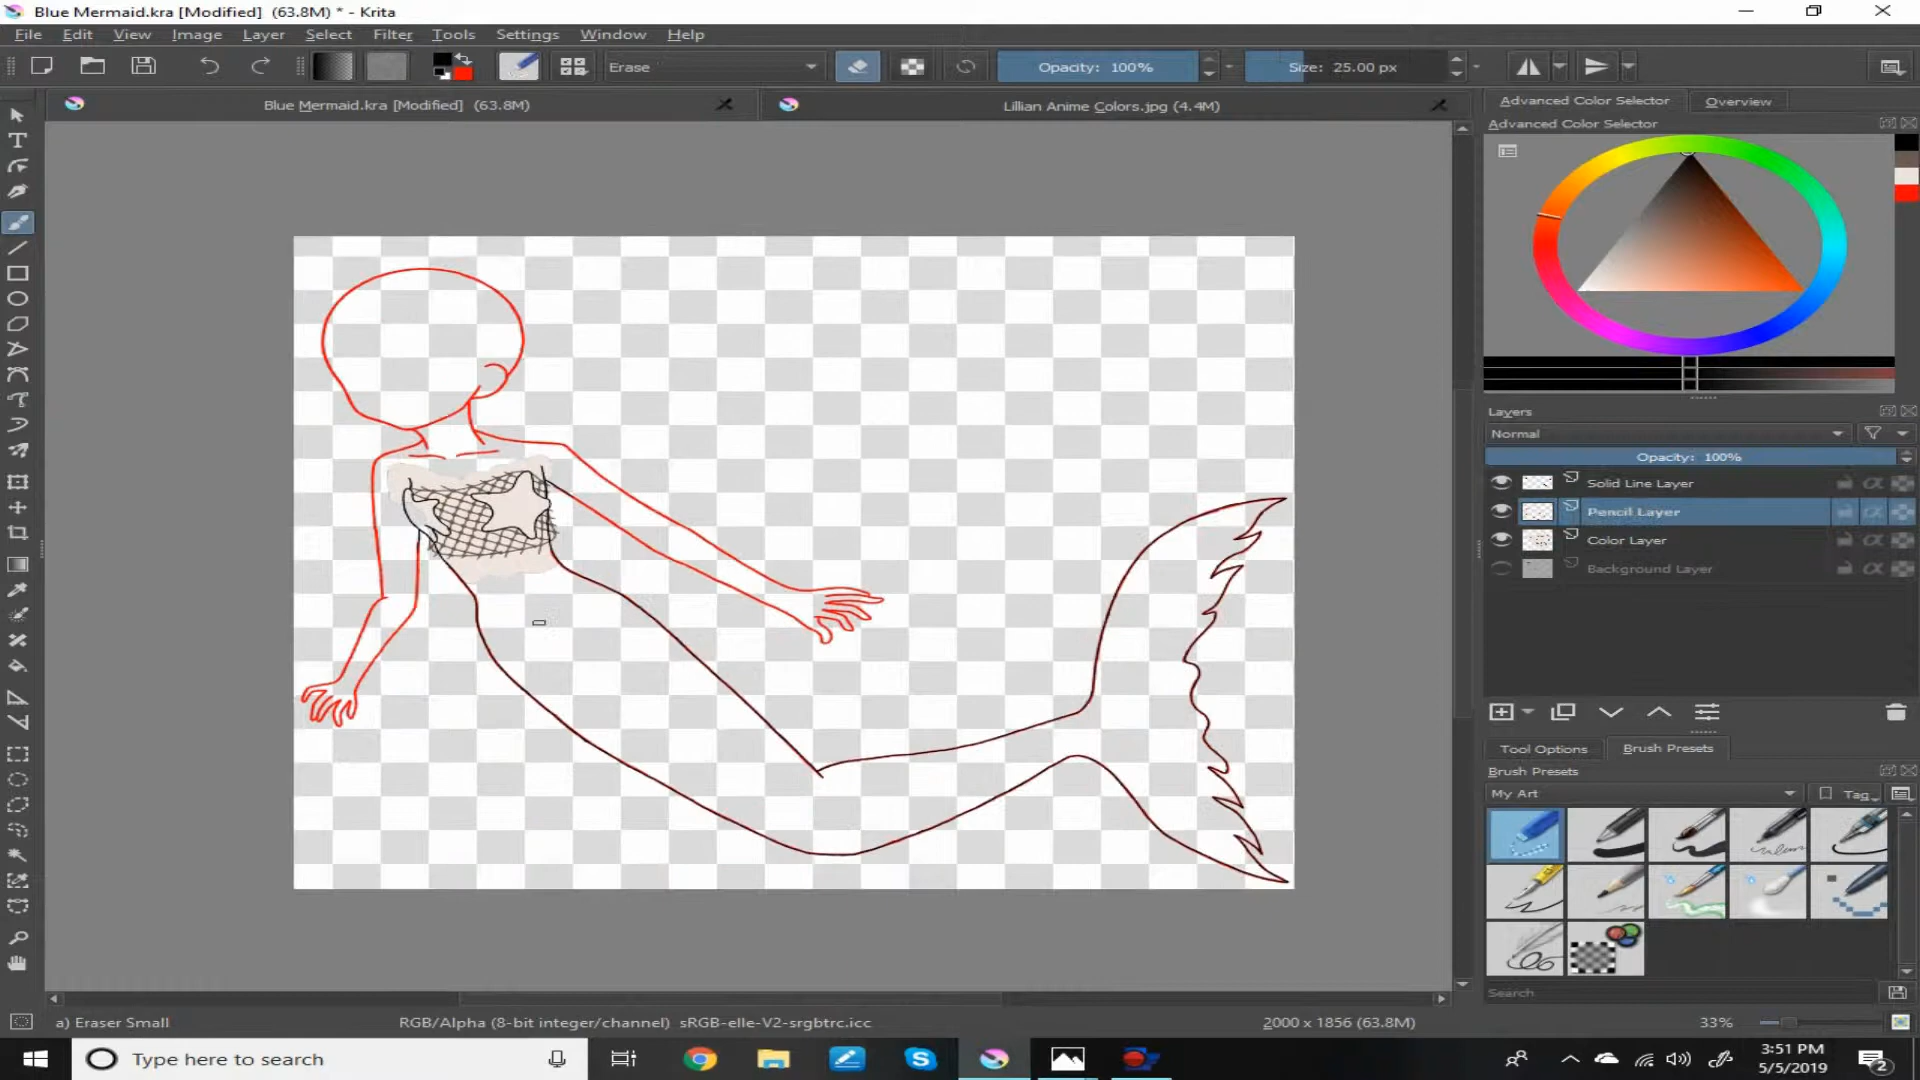 Blue Mermaid.kra [Modified]  (63.8M) * - Krita
File Edit View Image Layer Select Filter Tools Settings Window Help
Erase Opacity: 100% Size: 25.00 px
Blue Mermaid.kra [Modified]  (63.8M) Lillian Anime Colors.jpg (4.4M)
Advanced Color Selector Overview
Advanced Color Selector
Layers
Normal
Opacity: 100%
Solid Line Layer
Pencil Layer
Color Layer
Background Layer
Tool Options Brush Presets
Brush Presets
My Art Tag
Search
a) Eraser Small RGB/Alpha (8-bit integer/channel)  sRGB-elle-V2-srgbtrc.icc 2000 x 1856 (63.8M) 33%
Type here to search
3:51 PM
5/5/2019
2